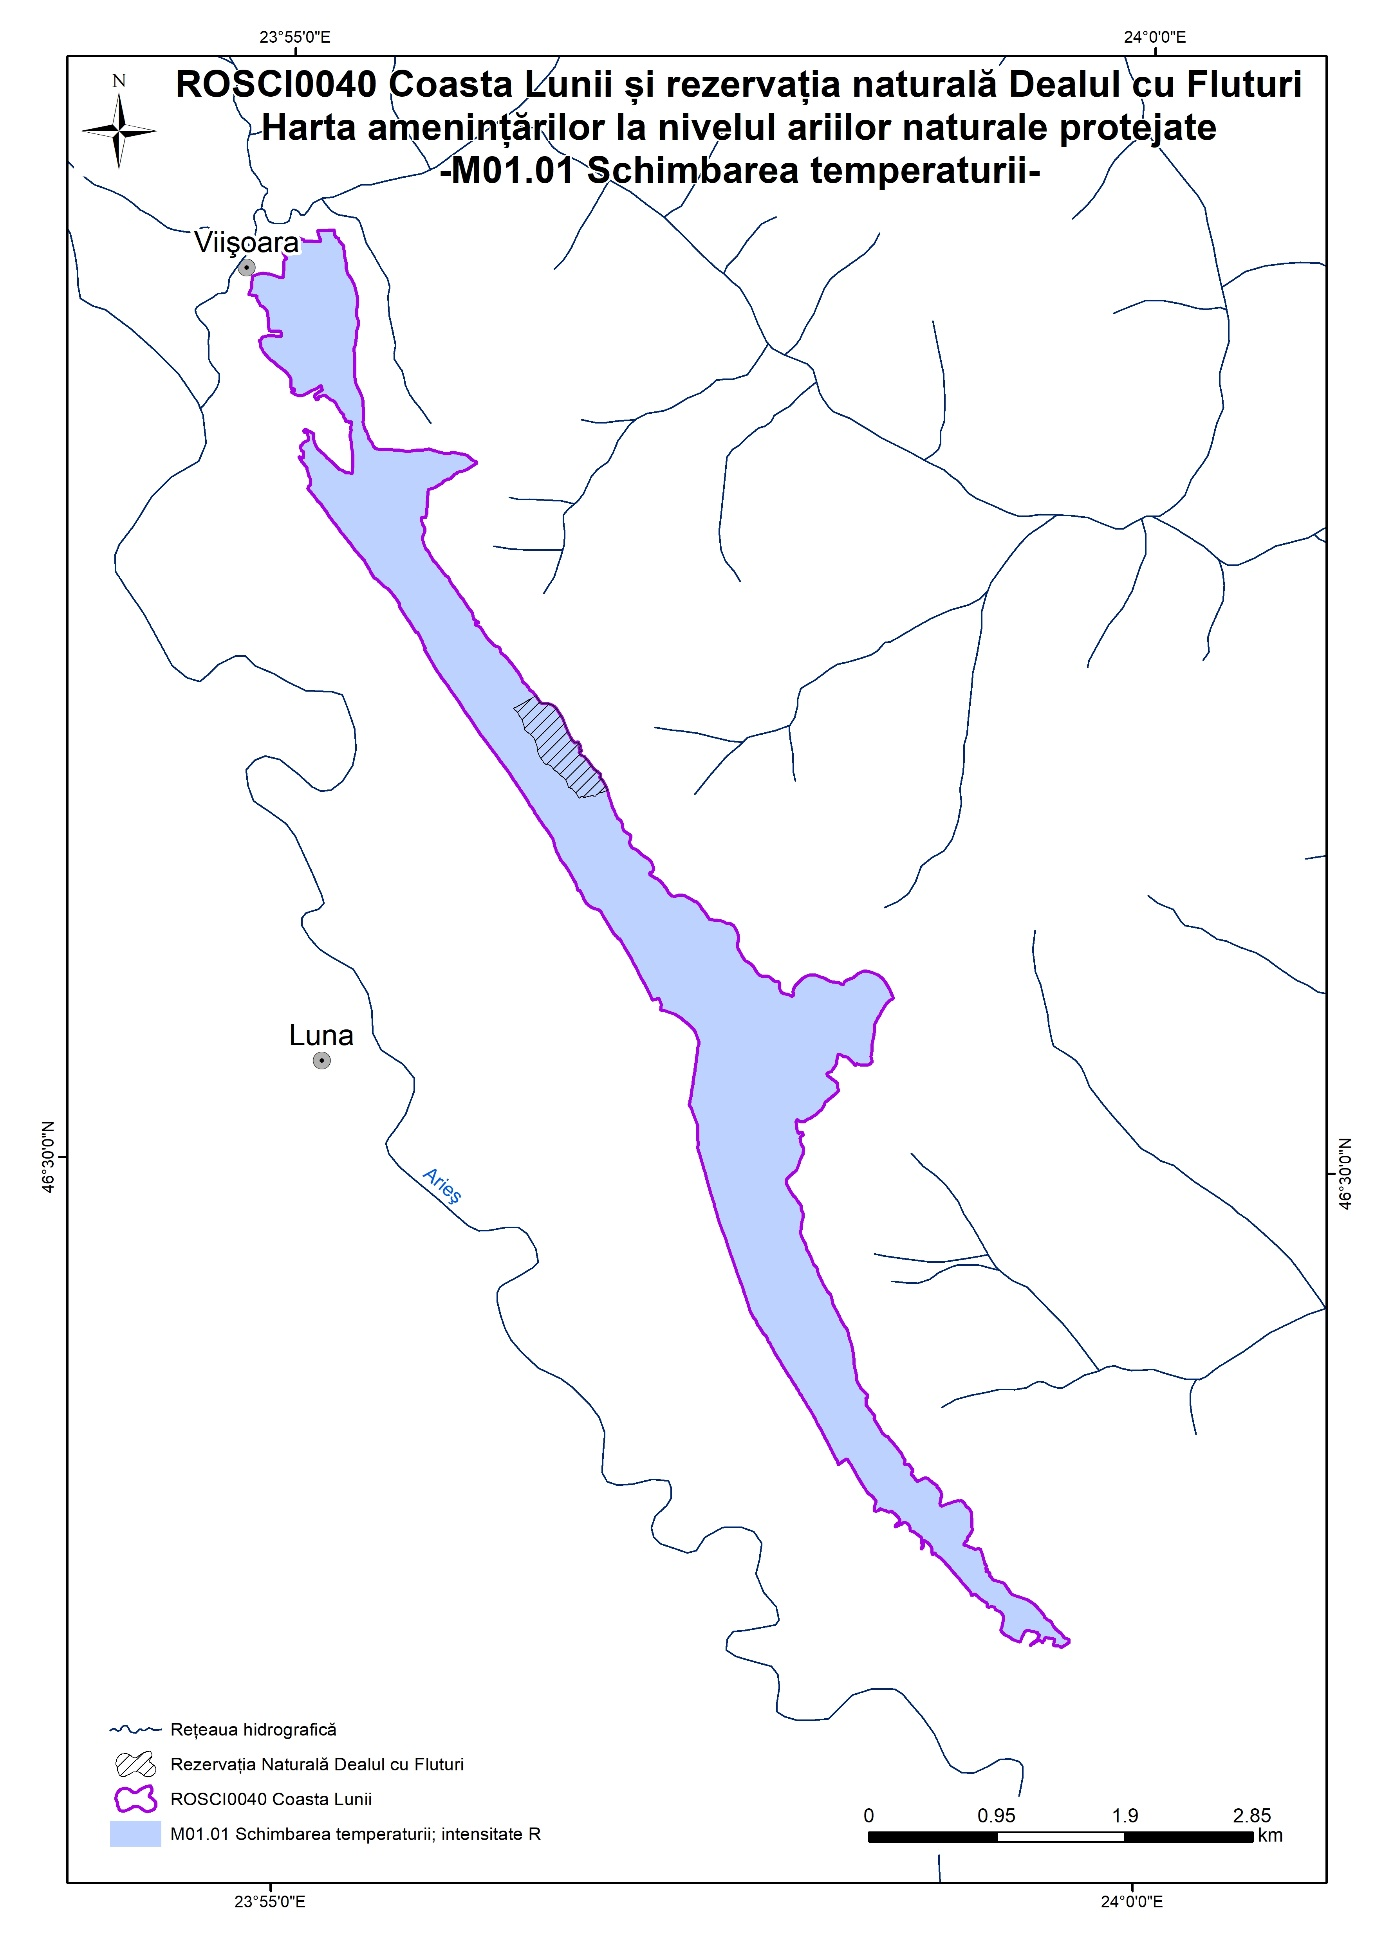 23°55'0"E 24°0'0"E
N
ROSCI0040 Coasta Lunii și rezervația naturală Dealul cu Fluturi
Harta amenințărilor la nivelul ariilor naturale protejate
-M01.01 Schimbarea temperaturii-
Viişoara
Luna
46°30'0"N 46°30'0"N
Arieş
Rețeaua hidrografică
Rezervația Naturală Dealul cu Fluturi
ROSCI0040 Coasta Lunii
M01.01 Schimbarea temperaturii; intensitate R
0 0.95 1.9 2.85
km
23°55'0"E 24°0'0"E